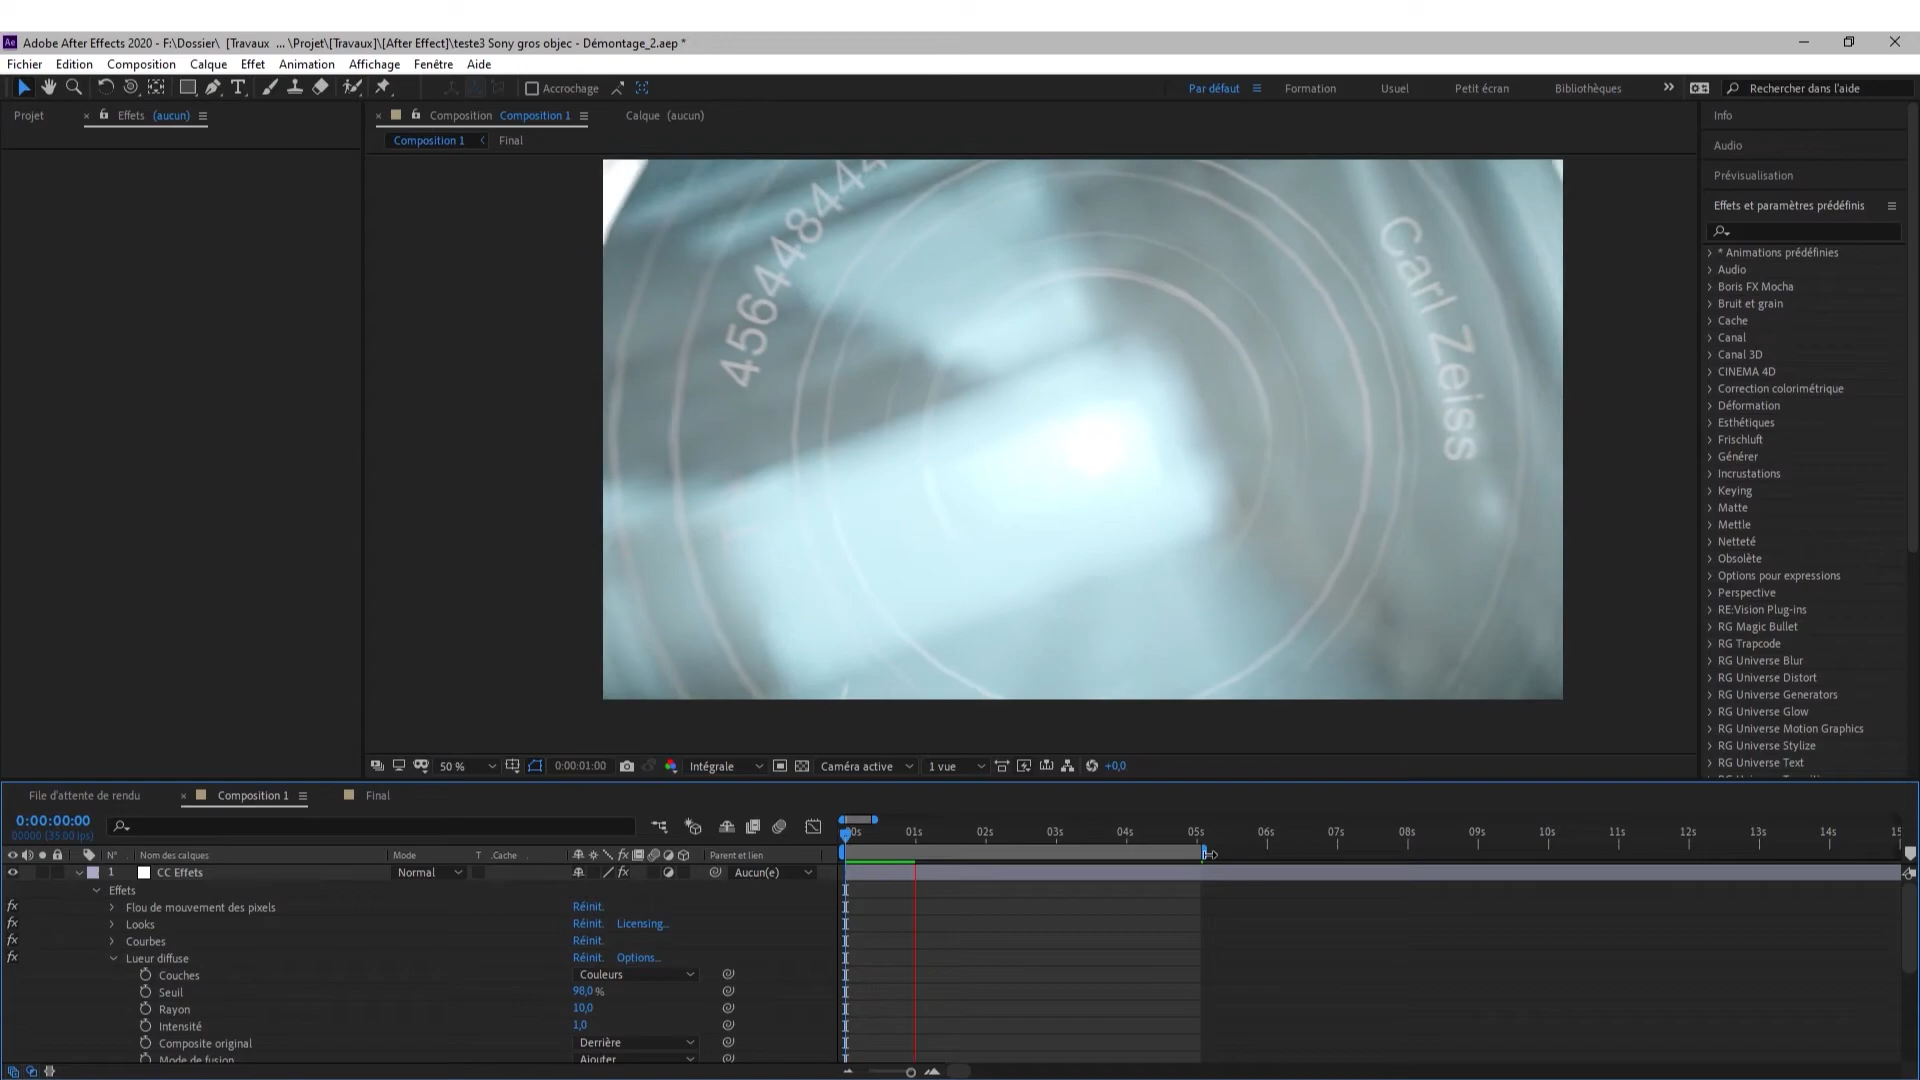 Adobe After Effects 2020 - F:\Dossier\ [Travaux ... \Projet\[Travaux]\[After Effect]\teste3 Sony gros objec - Démontage_2.aep *
Fichier Edition Composition Calque Effet Animation Affichage Fenêtre Aide
Accrochage Par défaut Formation Usuel Petit écran Bibliothèques Rechercher dans l'aide
Projet Effets (aucun) Composition Composition 1 Calque (aucun) Info
Composition 1 Final
Audio
Prévisualisation
Effets et paramètres prédéfinis
* Animations prédéfinies
Audio
Boris FX Mocha
Bruit et grain
Cache
Canal
Canal 3D
CINEMA 4D
Correction colorimétrique
Déformation
Esthétiques
Frischluft
Générer
Incrustations
Keying
Matte
Mettle
Netteté
Obsolète
Options pour expressions
Perspective
RE:Vision Plug-ins
RG Magic Bullet
RG Trapcode
RG Universe Blur
RG Universe Distort
RG Universe Generators
RG Universe Glow
RG Universe Motion Graphics
RG Universe Stylize
RG Universe Text
Carl Zeiss
50 % 0:00:01:00 Intégrale Caméra active 1 vue +0,0
File d'attente de rendu Composition 1 Final
0:00:00:00
00000 (35.00 ips)
01s 02s 03s 04s 05s 06s 07s 08s 09s 10s 11s 12s 13s 14s
N° Nom des calques Mode T .Cache Parent et lien
1 CC Effets Normal Aucun(e)
Effets
fx Flou de mouvement des pixels Réinit.
fx Looks Réinit. Licensing...
fx Courbes Réinit.
fx Lueur diffuse Réinit. Options...
Couches Couleurs
Seuil 98,0 %
Rayon 10,0
Intensité 1,0
Composite original Derrière
Mode de fusion Ajouter